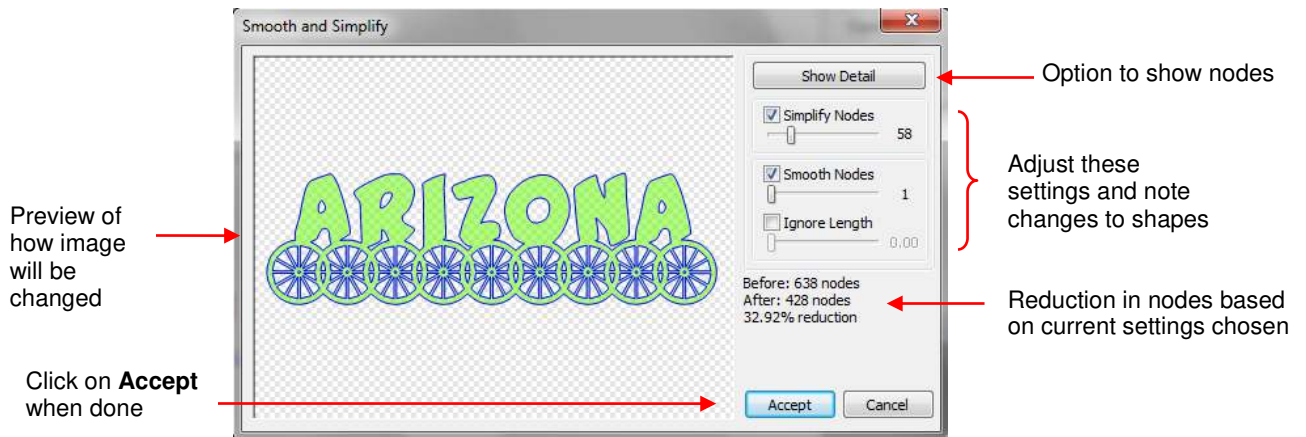 Smooth and Simplify
Show Detail
Option to show nodes
Simplify Nodes
58
Smooth Nodes
1
Ignore Length
0.00
Adjust these
settings and note
changes to shapes
Preview of
how image
will be
changed
ARIZONA
Before: 638 nodes
After: 428 nodes
32.92% reduction
Reduction in nodes based
on current settings chosen
Click on Accept
when done
Accept
Cancel